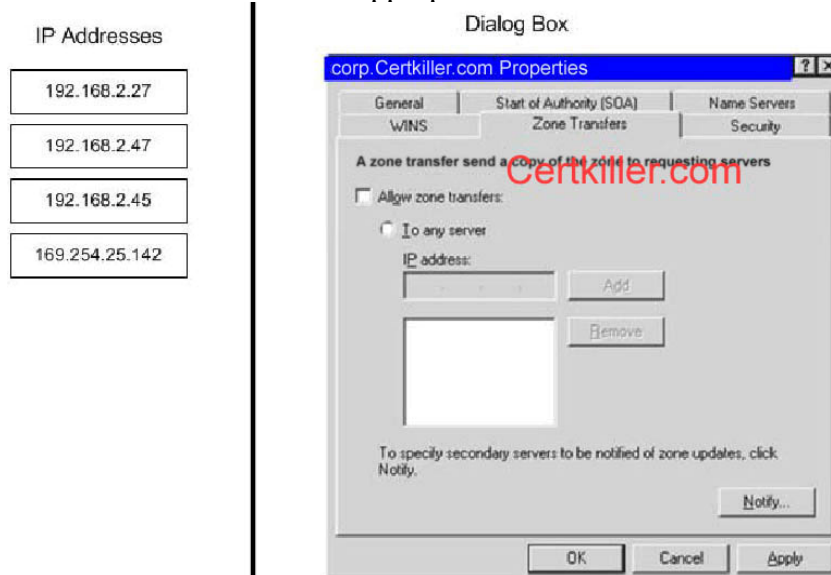 Dialog Box
IP Addresses
192.168.2.27
192.168.2.47
192.168.2.45
169.254.25.142
corp.Certkiller.com Properties
General
Start of Authority (SOA)
Name Servers
WINS
Zone Transfers
Security
A zone transfer send a copy of the zone to requesting servers
Certkiller.com
Allow zone transfers:
To any server
IP address:
Add
Remove
To specify secondary servers to be notified of zone updates, click
Notify.
Notify...
OK
Cancel
Apply